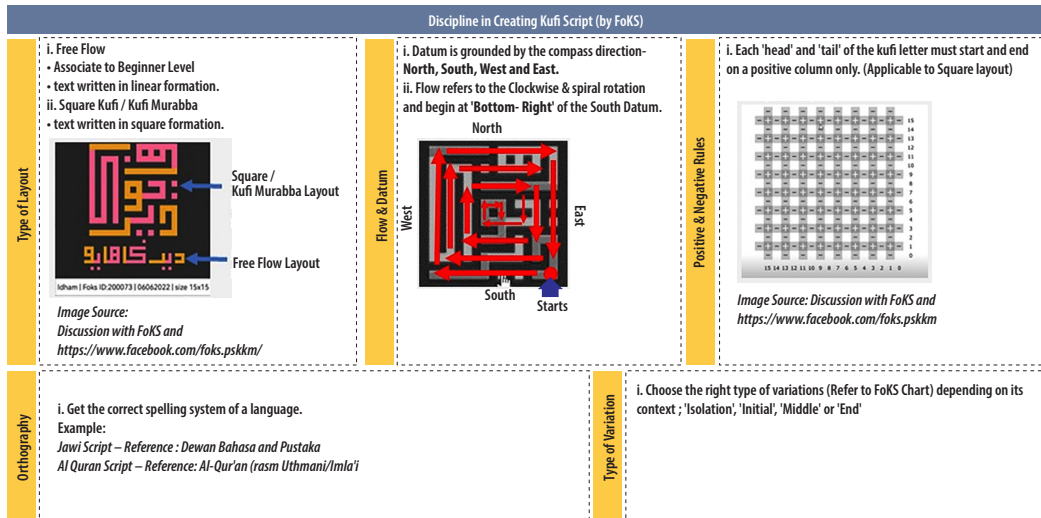 Discipline in Creating Kufi Script (by FoKS)
Type of Layout
i. Free Flow
• Associate to Beginner Level
• text written in linear formation.
ii. Square Kufi / Kufi Murabba
• text written in square formation.
Square /
Kufi Murabba Layout
Free Flow Layout
Idham | Foks ID:200073 | 06062022 | size 15x15
Image Source:
Discussion with FoKS and
https://www.facebook.com/foks.pskkm/
Flow & Datum
i. Datum is grounded by the compass direction-
North, South, West and East.
ii. Flow refers to the Clockwise & spiral rotation
and begin at 'Bottom- Right' of the South Datum.
North
West
East
South
Starts
Positive & Negative Rules
i. Each 'head' and 'tail' of the kufi letter must start and end
on a positive column only. (Applicable to Square layout)
15
14
13
12
11
10
9
8
7
6
5
4
3
2
1
0
15 14 13 12 11 10 9 8 7 6 5 4 3 2 1 0
Image Source: Discussion with FoKS and
https://www.facebook.com/foks.pskkm
Orthography
i. Get the correct spelling system of a language.
Example:
Jawi Script – Reference : Dewan Bahasa and Pustaka
Al Quran Script – Reference: Al-Qur'an (rasm Uthmani/Imla'i
Type of Variation
i. Choose the right type of variations (Refer to FoKS Chart) depending on its
context ; 'Isolation', 'Initial', 'Middle' or 'End'